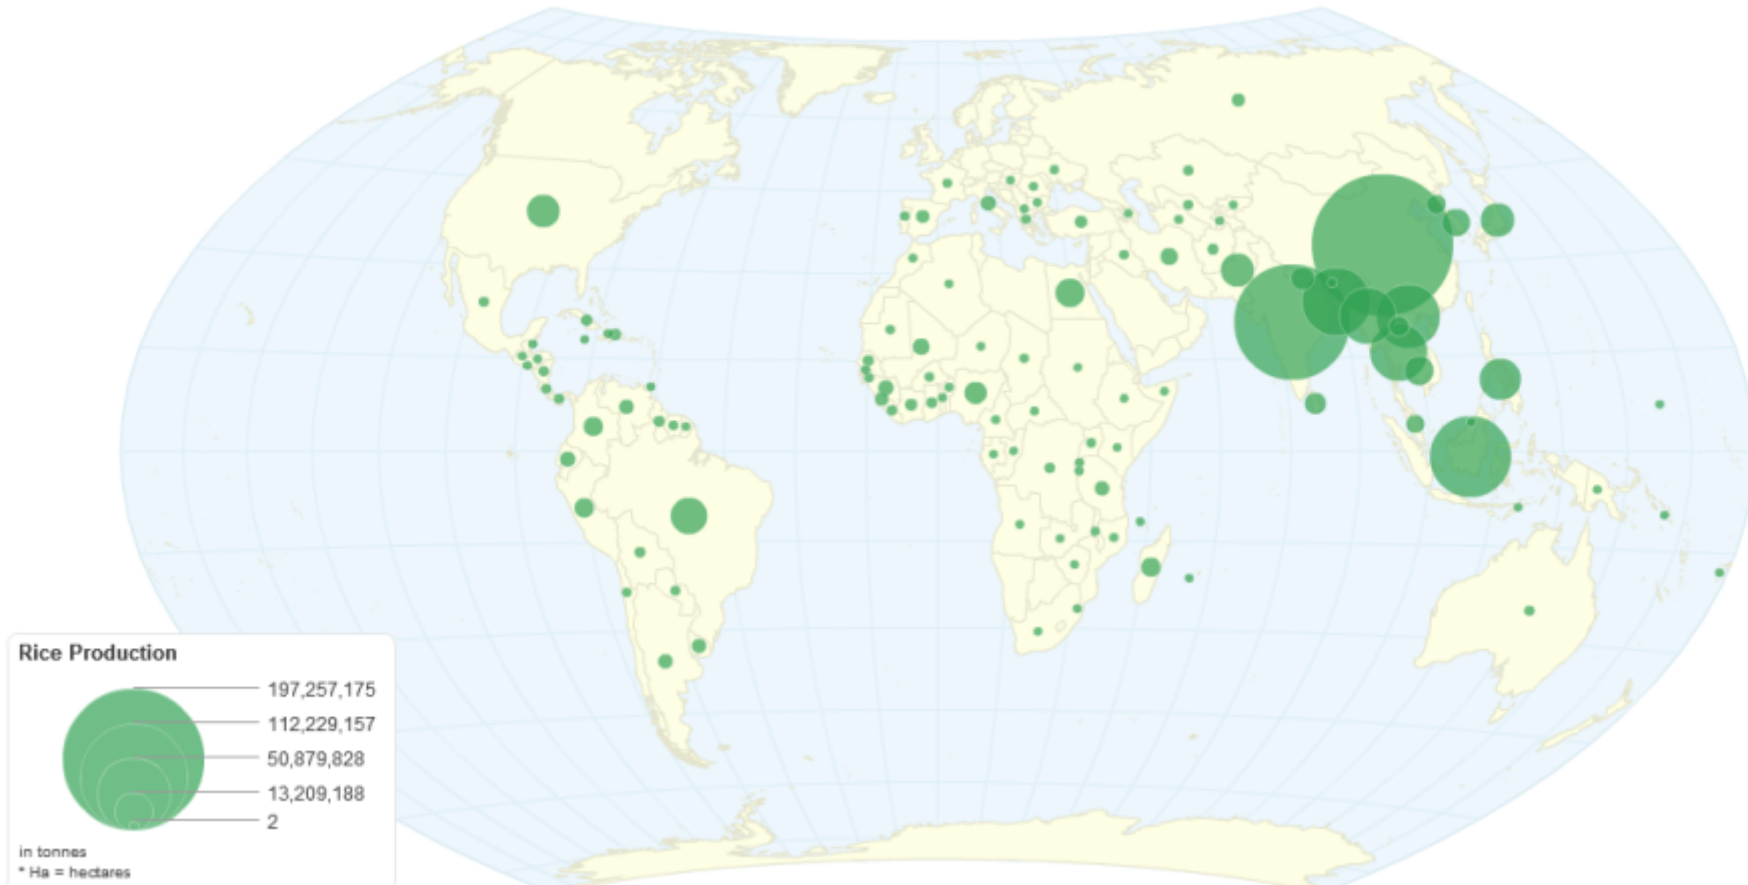 Rice Production
197,257,175
112,229,157
50,879,828
13,209,188
2
in tonnes
* Ha = hectares